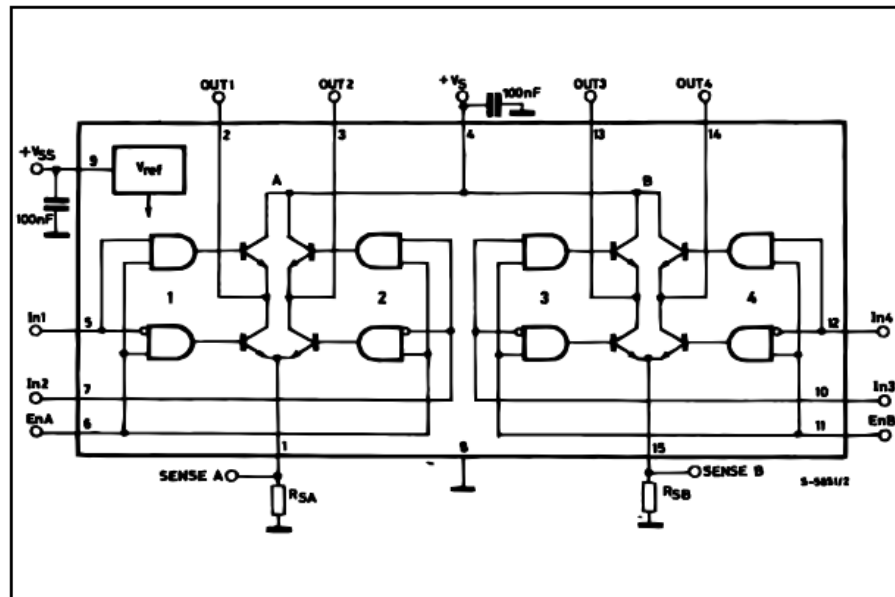 OUT1 OUT2 +VS 100nF OUT3 OUT4
2 3 4 13 14
+VSS 9 Vref A B
100nF
1 2 3 4
In1 5 12 In4
In2 7 10 In3
EnA 6 11 EnB
1 8 15
SENSE A SENSE B S-5851/2
RSA RSB